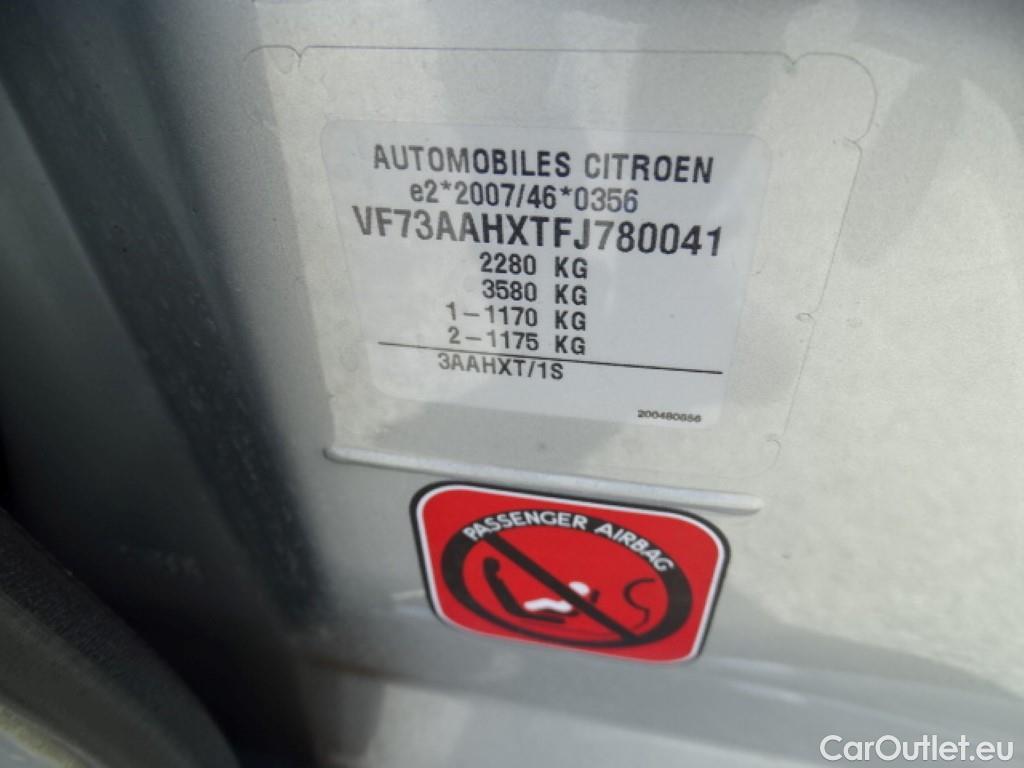 AUTOMOBILES CITROEN
e2*2007/46*0356
VF73AAHXTFJ780041
2280 KG
3580 KG
1-1170 KG
2-1175 KG
3AAHXT/1S
200480856
PASSENGER AIRBAG
CarOutlet.eu